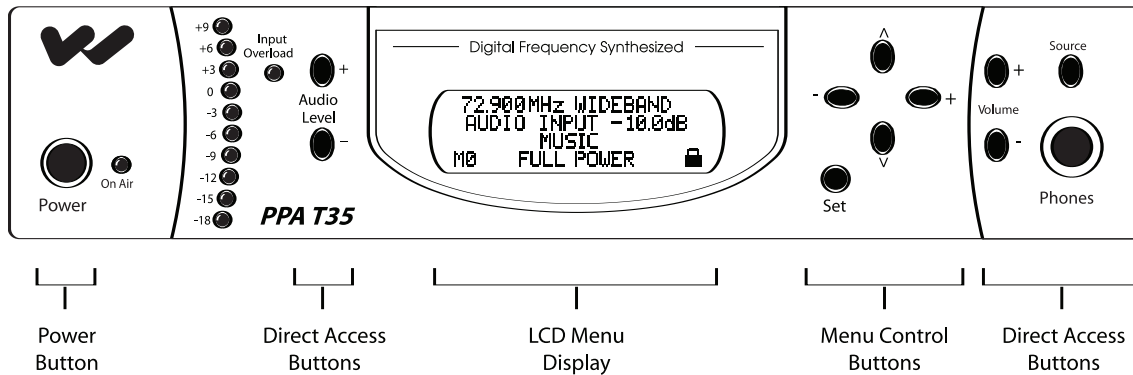 +9
+6
+3
0
-3
-6
-9
-12
-15
-18
Input
Overload
+
Audio
Level
–
On Air
Power
PPA T35
Digital Frequency Synthesized
72.900MHz WIDEBAND
AUDIO INPUT -10.0dB
MUSIC
M0 FULL POWER
^
- +
v
Set
+
Volume
-
Source
Phones
Power
Button
Direct Access
Buttons
LCD Menu
Display
Menu Control
Buttons
Direct Access
Buttons